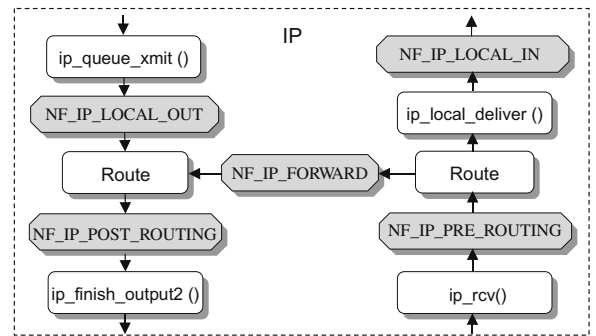 IP
ip_queue_xmit ()
NF_IP_LOCAL_IN
NF_IP_LOCAL_OUT
ip_local_deliver ()
Route
NF_IP_FORWARD
Route
NF_IP_POST_ROUTING
NF_IP_PRE_ROUTING
ip_finish_output2 ()
ip_rcv()